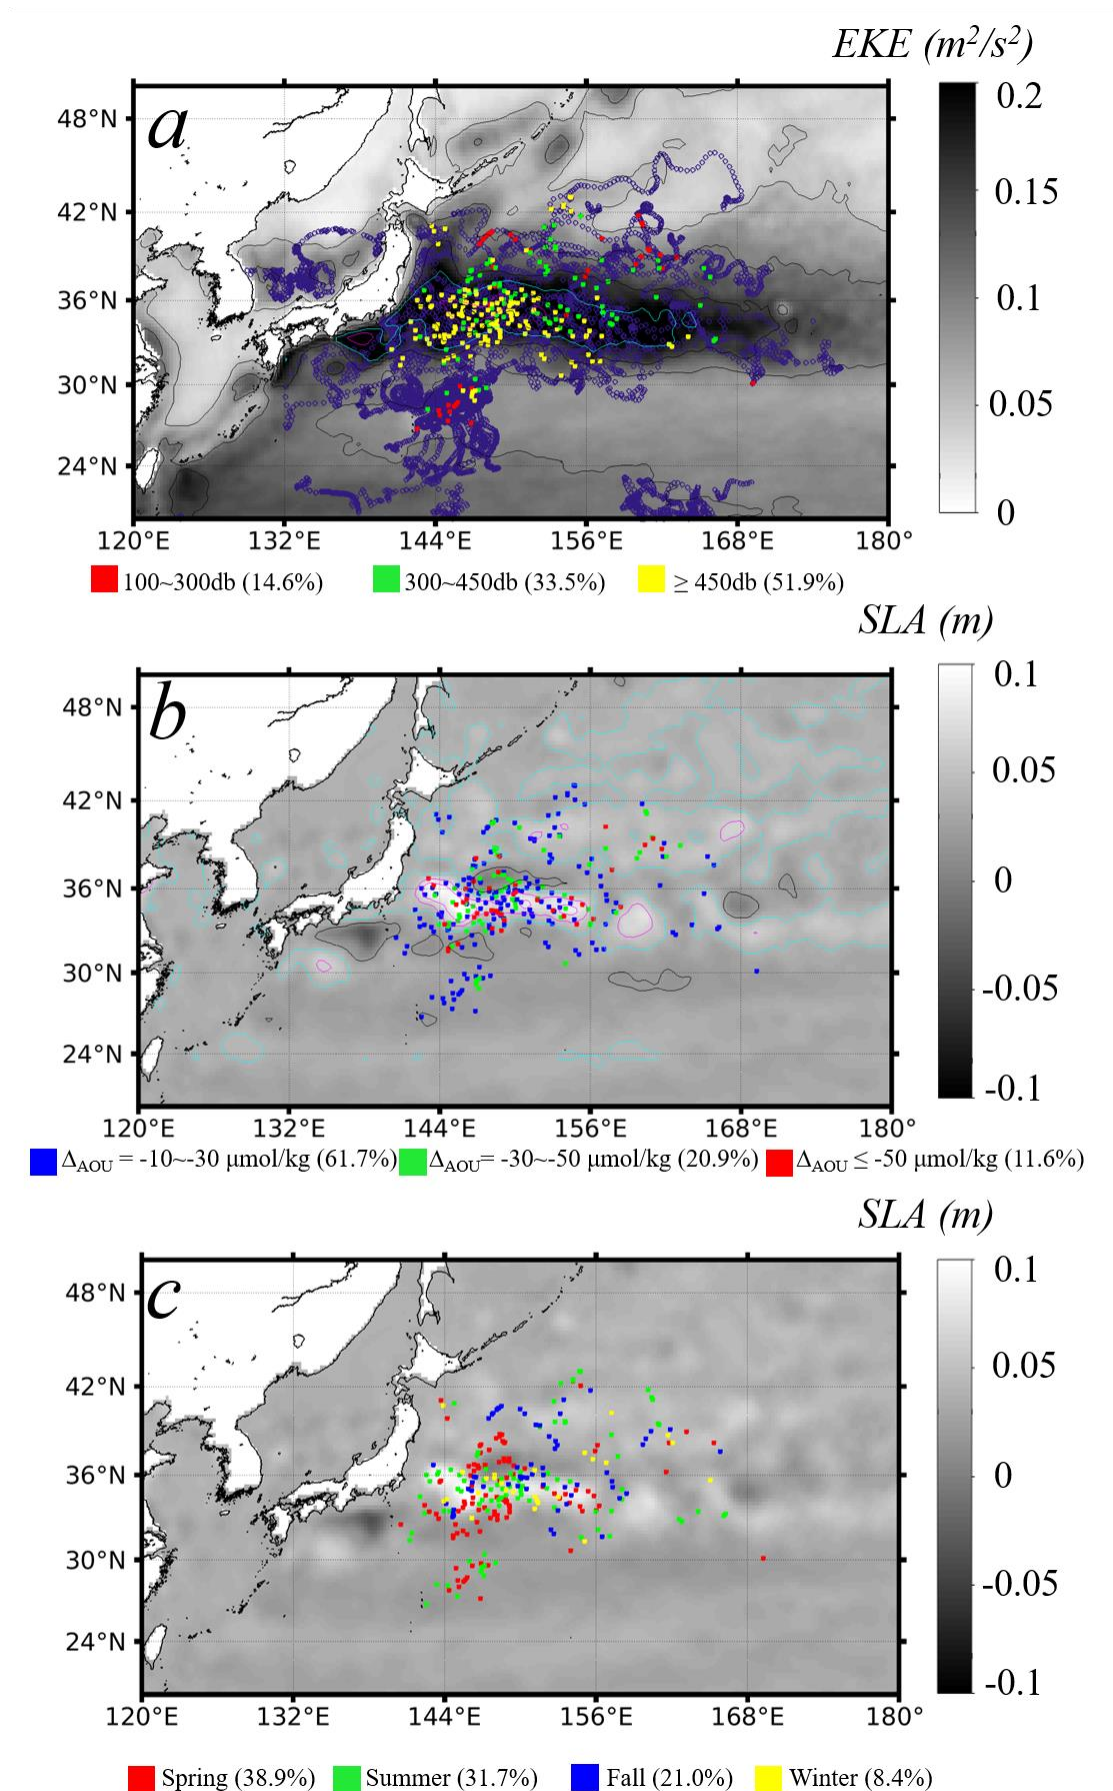 EKE (m²/s²)
a
48°N
42°N
36°N
30°N
24°N
120°E 132°E 144°E 156°E 168°E 180°
0.2
0.15
0.1
0.05
0
100~300db (14.6%) 300~450db (33.5%) ≥ 450db (51.9%)
SLA (m)
b
48°N
42°N
36°N
30°N
24°N
120°E 132°E 144°E 156°E 168°E 180°
0.1
0.05
0
-0.05
-0.1
ΔAOU = -10~-30 μmol/kg (61.7%) ΔAOU= -30~-50 μmol/kg (20.9%) ΔAOU ≤ -50 μmol/kg (11.6%)
SLA (m)
c
48°N
42°N
36°N
30°N
24°N
120°E 132°E 144°E 156°E 168°E 180°
0.1
0.05
0
-0.05
-0.1
Spring (38.9%) Summer (31.7%) Fall (21.0%) Winter (8.4%)